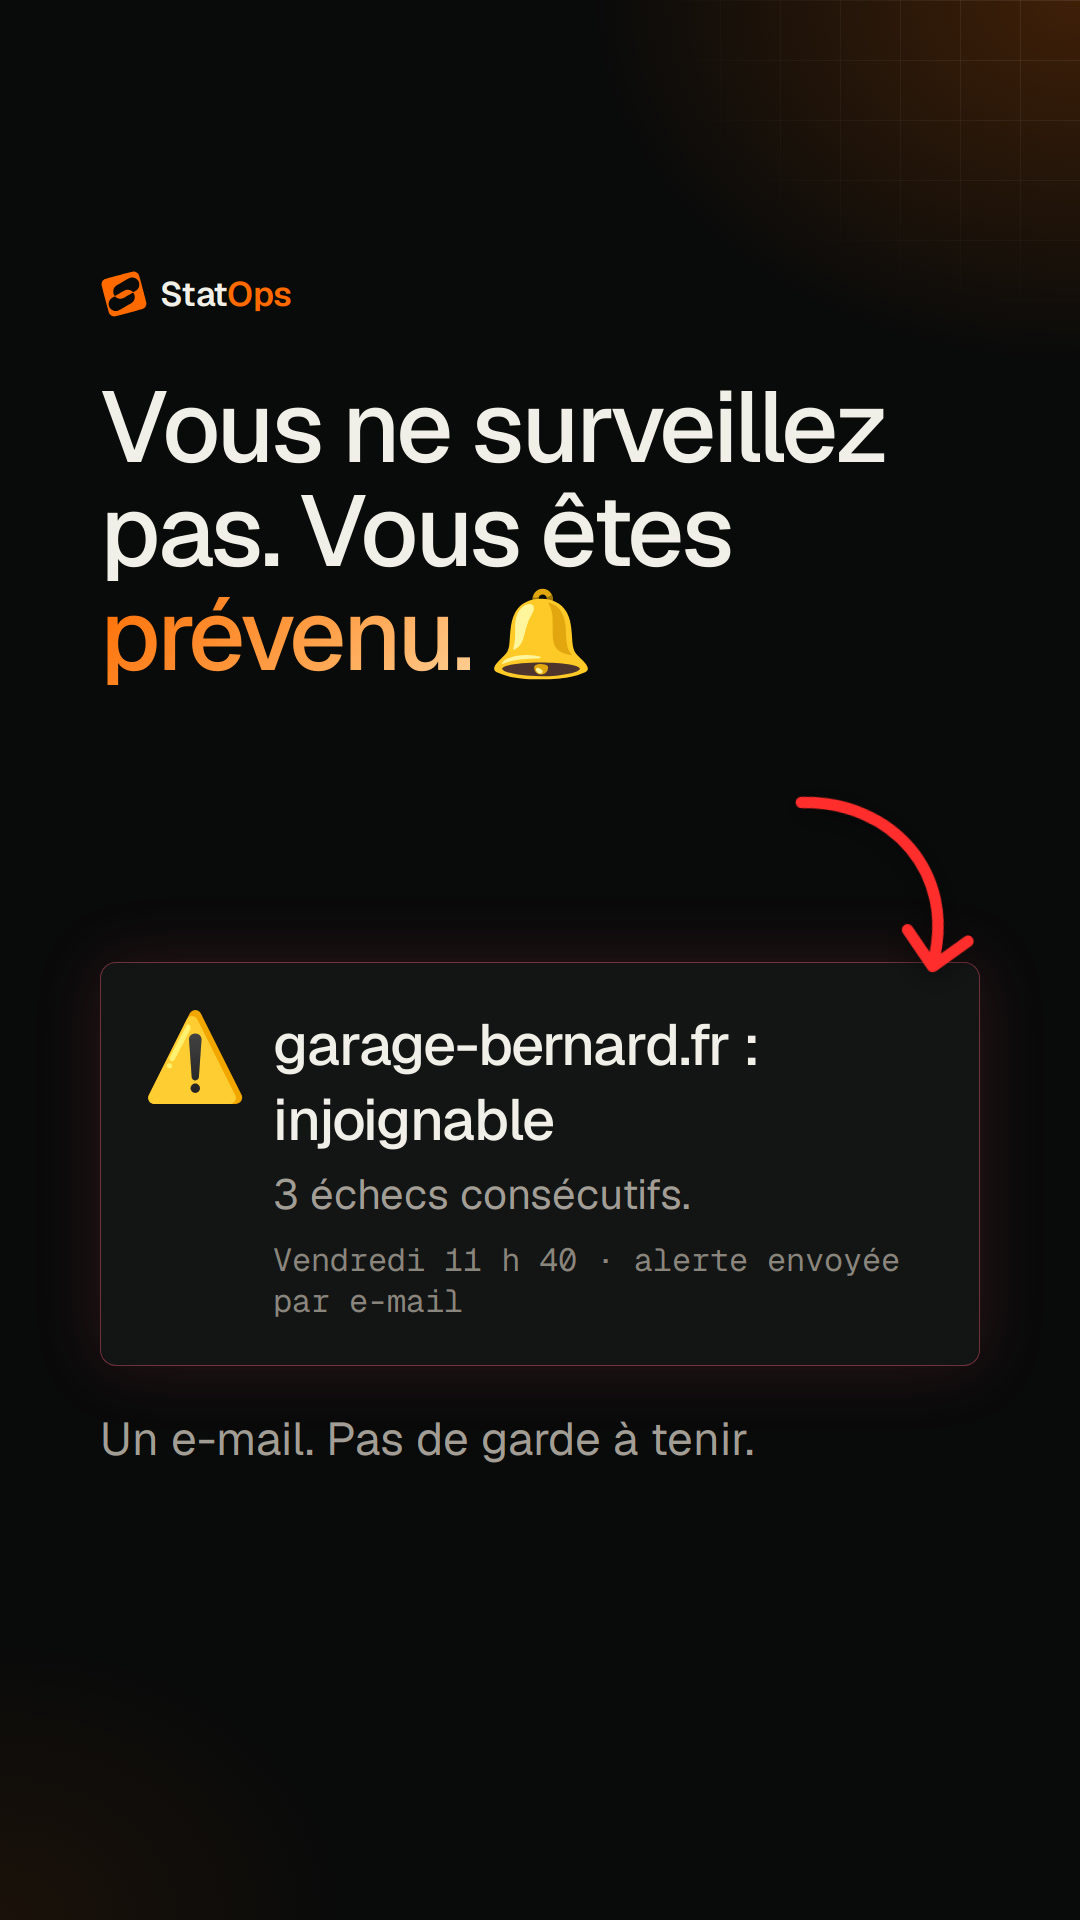 StatOps
Vous ne surveillez
pas. Vous êtes
prévenu. 🔔
garage-bernard.fr :
injoignable
3 échecs consécutifs.
Vendredi 11 h 40 · alerte envoyée
par e-mail
Un e-mail. Pas de garde à tenir.